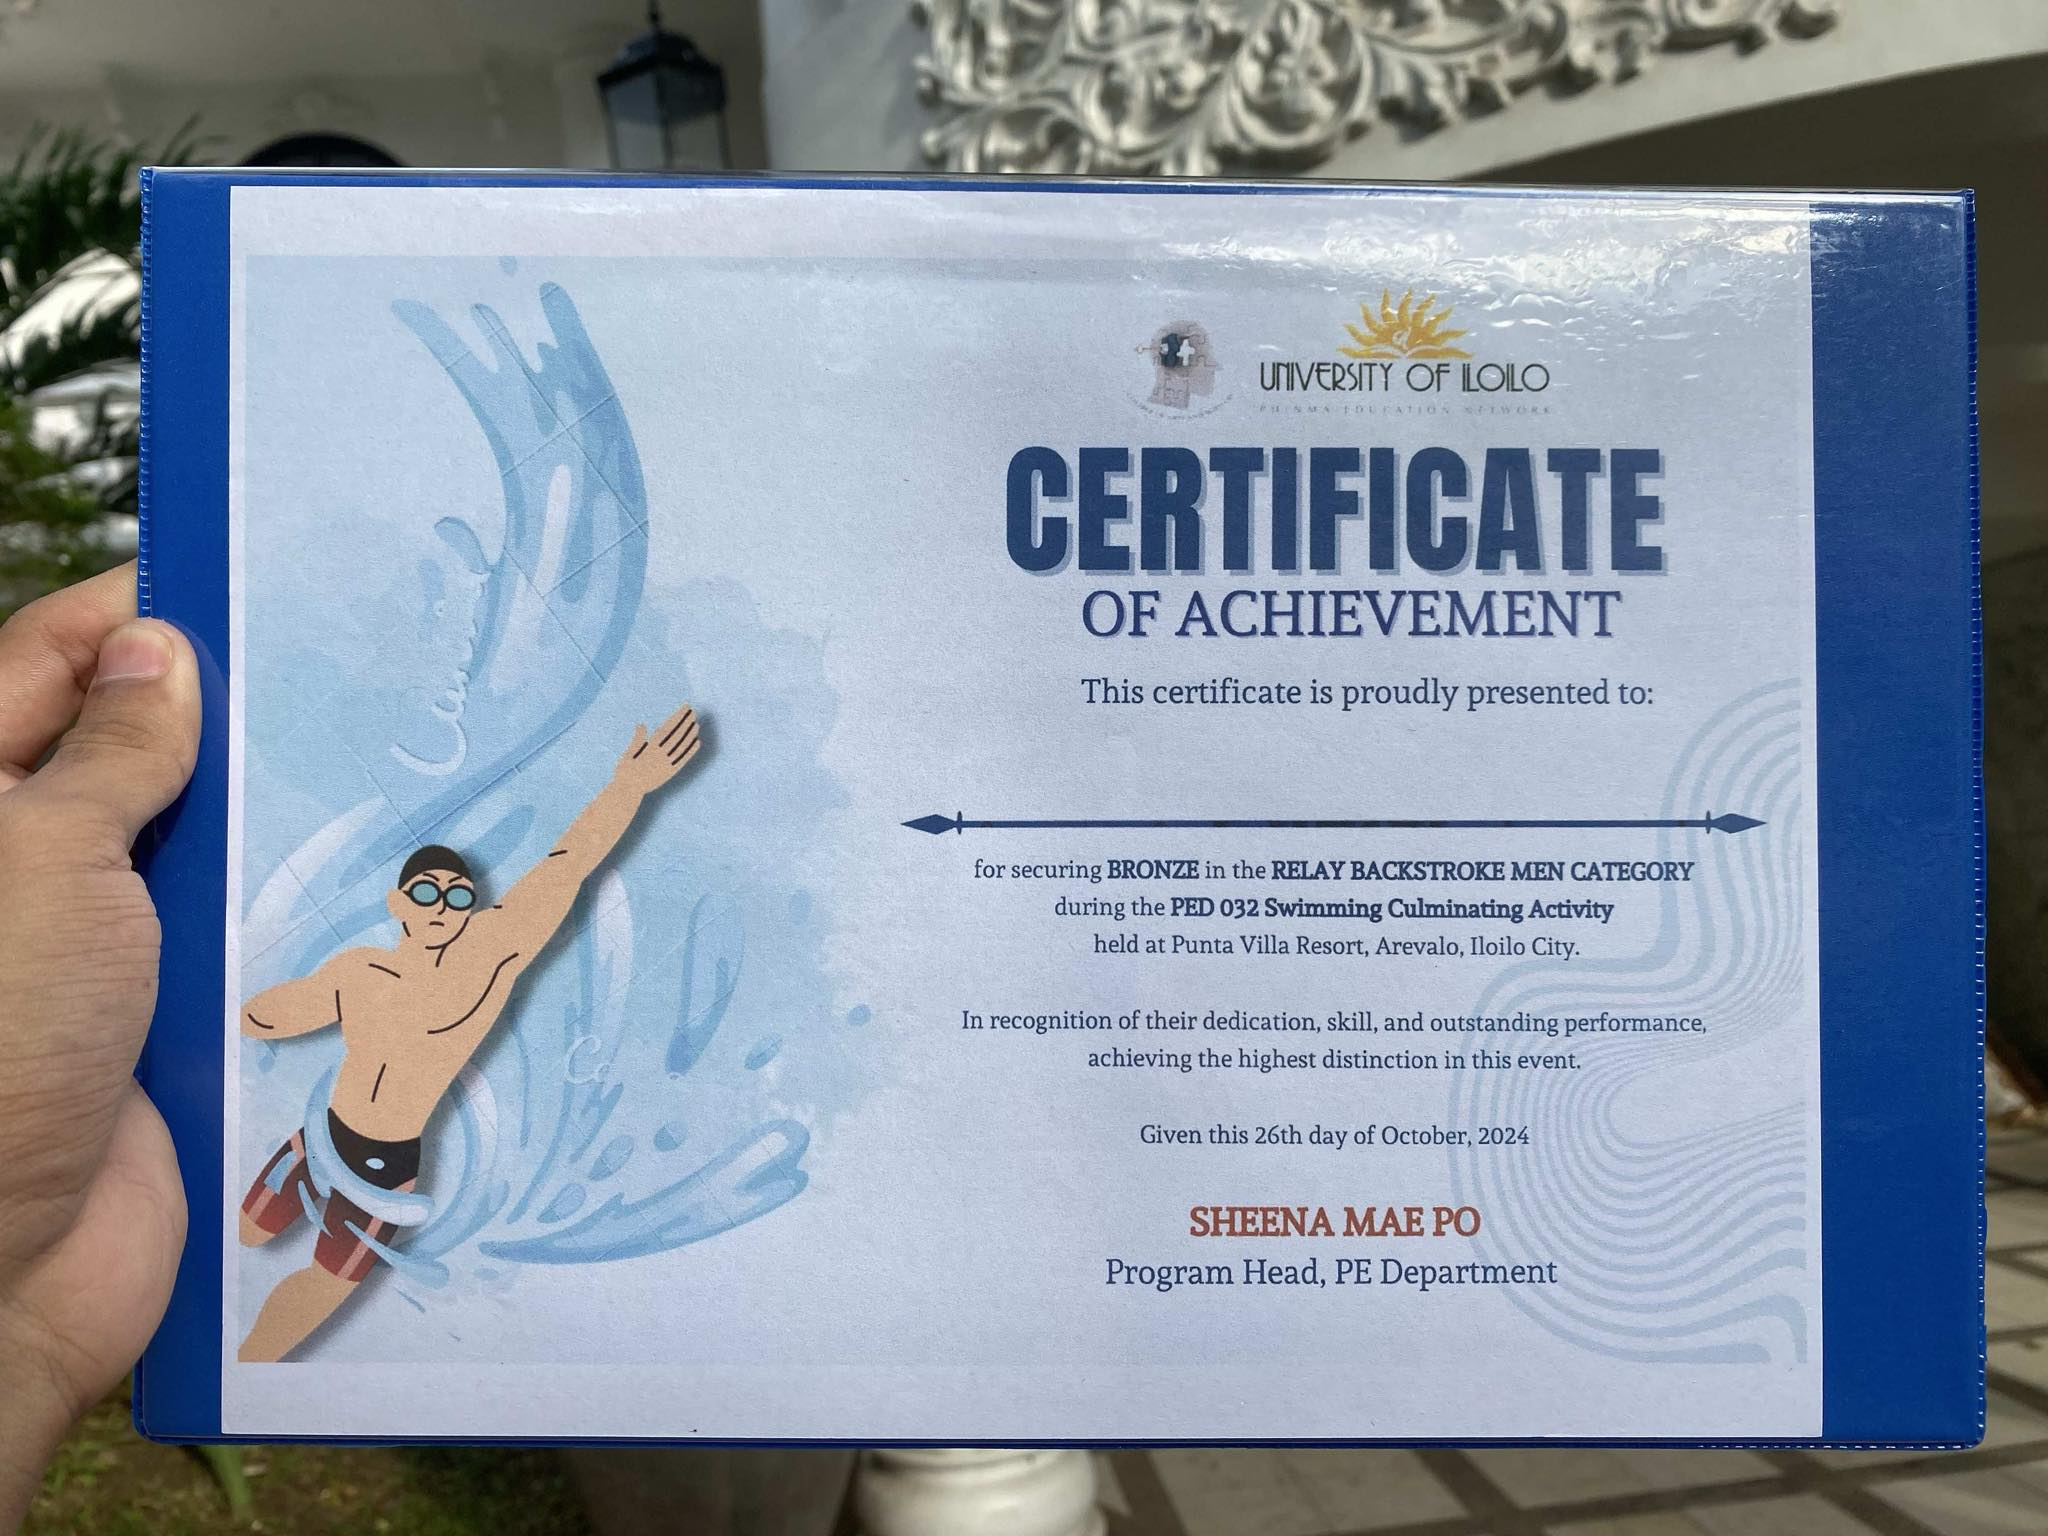 UNIVERSITY OF ILOILO
PHINMA EDUCATION NETWORK
CERTIFICATE
OF ACHIEVEMENT
This certificate is proudly presented to:
for securing BRONZE in the RELAY BACKSTROKE MEN CATEGORY
during the PED 032 Swimming Culminating Activity
held at Punta Villa Resort, Arevalo, Iloilo City.
In recognition of their dedication, skill, and outstanding performance,
achieving the highest distinction in this event.
Given this 26th day of October, 2024
SHEENA MAE PO
Program Head, PE Department